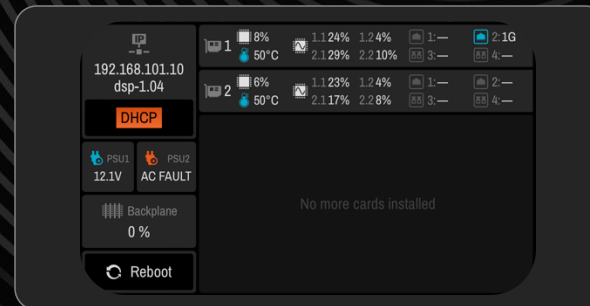 IP
192.168.101.10
dsp-1.04
DHCP
PSU1
12.1V
PSU2
AC FAULT
Backplane
0 %
Reboot
1 8% 1.1 24% 1.2 4% 1:— 2:1G
50°C 2.1 29% 2.2 10% 3:— 4:—
2 6% 1.1 23% 1.2 4% 1:— 2:—
50°C 2.1 17% 2.2 8% 3:— 4:—
No more cards installed